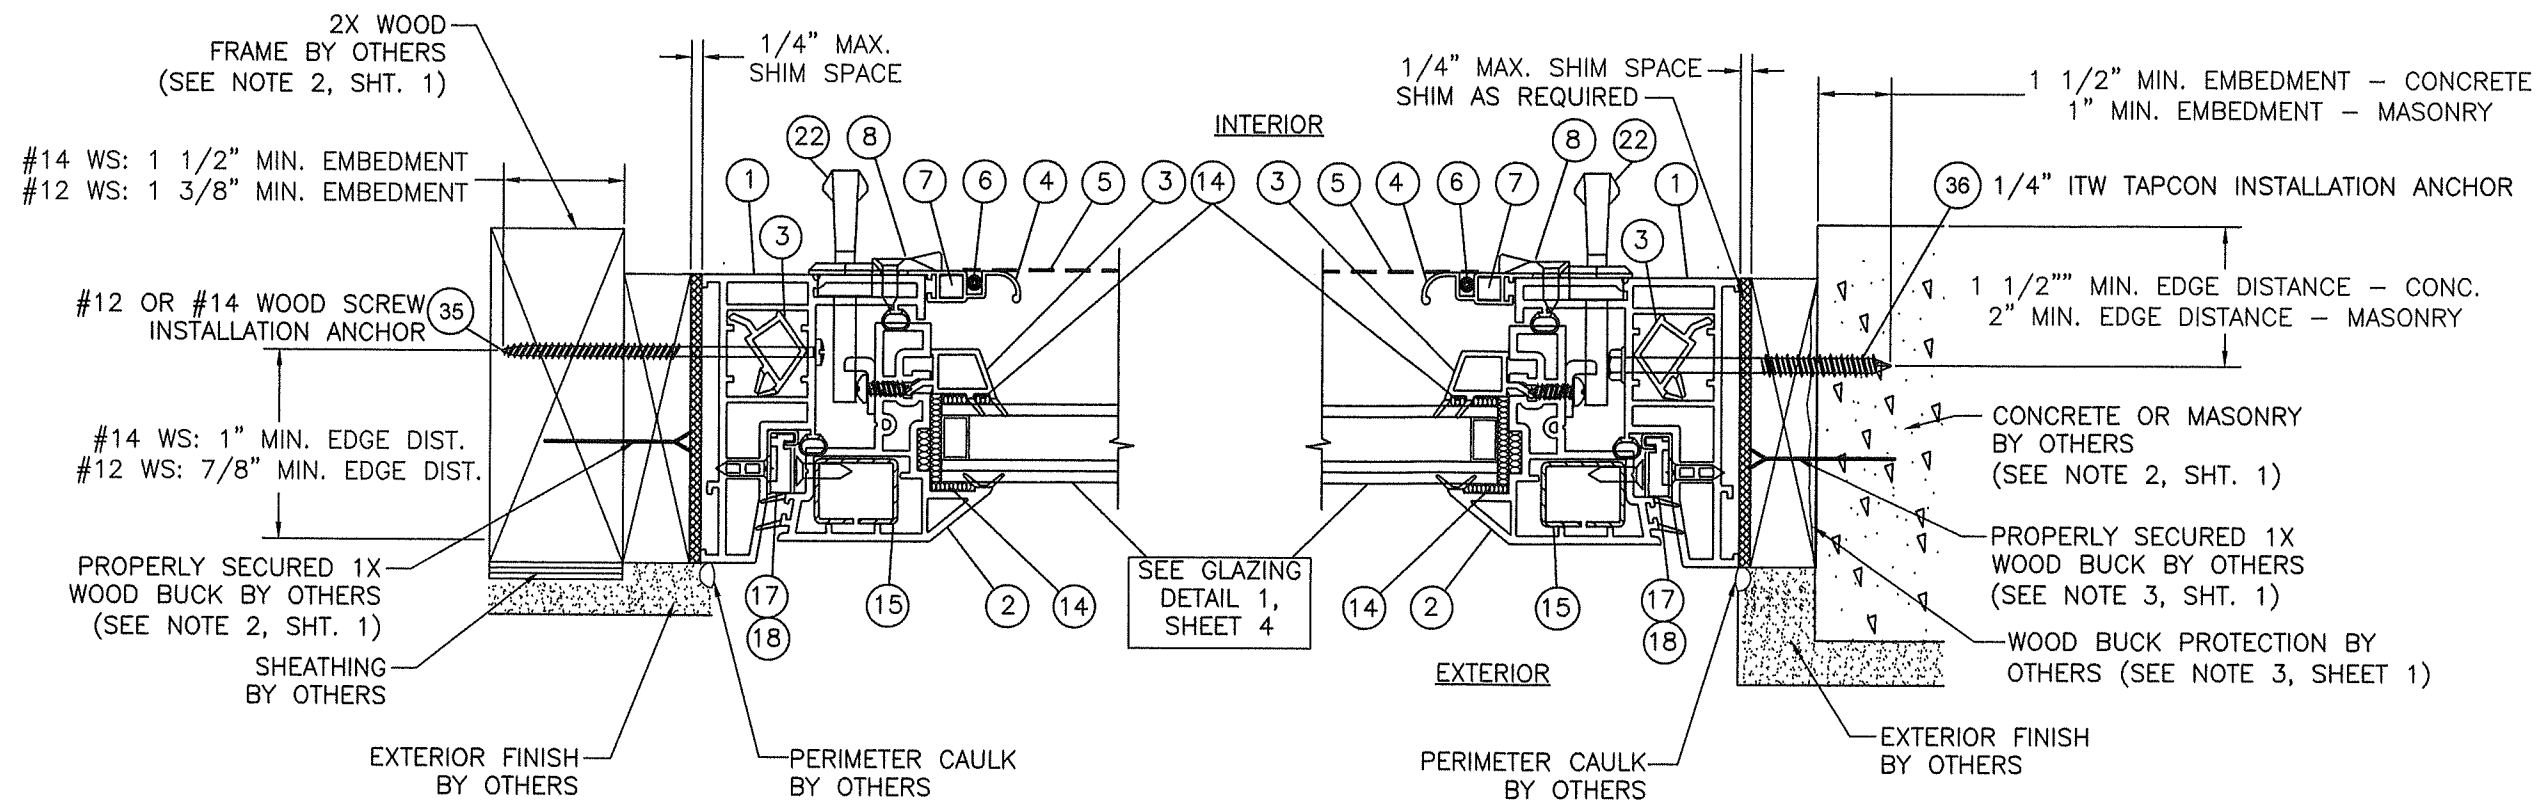 2X WOOD
FRAME BY OTHERS
(SEE NOTE 2, SHT. 1)
1/4" MAX.
SHIM SPACE
#14 WS: 1 1/2" MIN. EMBEDMENT
#12 WS: 1 3/8" MIN. EMBEDMENT
22
8
1
7
6
4
5
3
14
3
#12 OR #14 WOOD SCREW
INSTALLATION ANCHOR
35
#14 WS: 1" MIN. EDGE DIST.
#12 WS: 7/8" MIN. EDGE DIST.
PROPERLY SECURED 1X
WOOD BUCK BY OTHERS
(SEE NOTE 2, SHT. 1)
SHEATHING
BY OTHERS
EXTERIOR FINISH
BY OTHERS
PERIMETER CAULK
BY OTHERS
17
18
15
2
14
INTERIOR
SEE GLAZING
DETAIL 1,
SHEET 4
EXTERIOR
1/4" MAX. SHIM SPACE
SHIM AS REQUIRED
1 1/2" MIN. EMBEDMENT – CONCRETE
1" MIN. EMBEDMENT – MASONRY
3
5
4
6
7
8
22
1
3
36
1/4" ITW TAPCON INSTALLATION ANCHOR
1 1/2"" MIN. EDGE DISTANCE – CONC.
2" MIN. EDGE DISTANCE – MASONRY
CONCRETE OR MASONRY
BY OTHERS
(SEE NOTE 2, SHT. 1)
PROPERLY SECURED 1X
WOOD BUCK BY OTHERS
(SEE NOTE 3, SHT. 1)
WOOD BUCK PROTECTION BY
OTHERS (SEE NOTE 3, SHEET 1)
14
2
15
17
18
PERIMETER CAULK
BY OTHERS
EXTERIOR FINISH
BY OTHERS